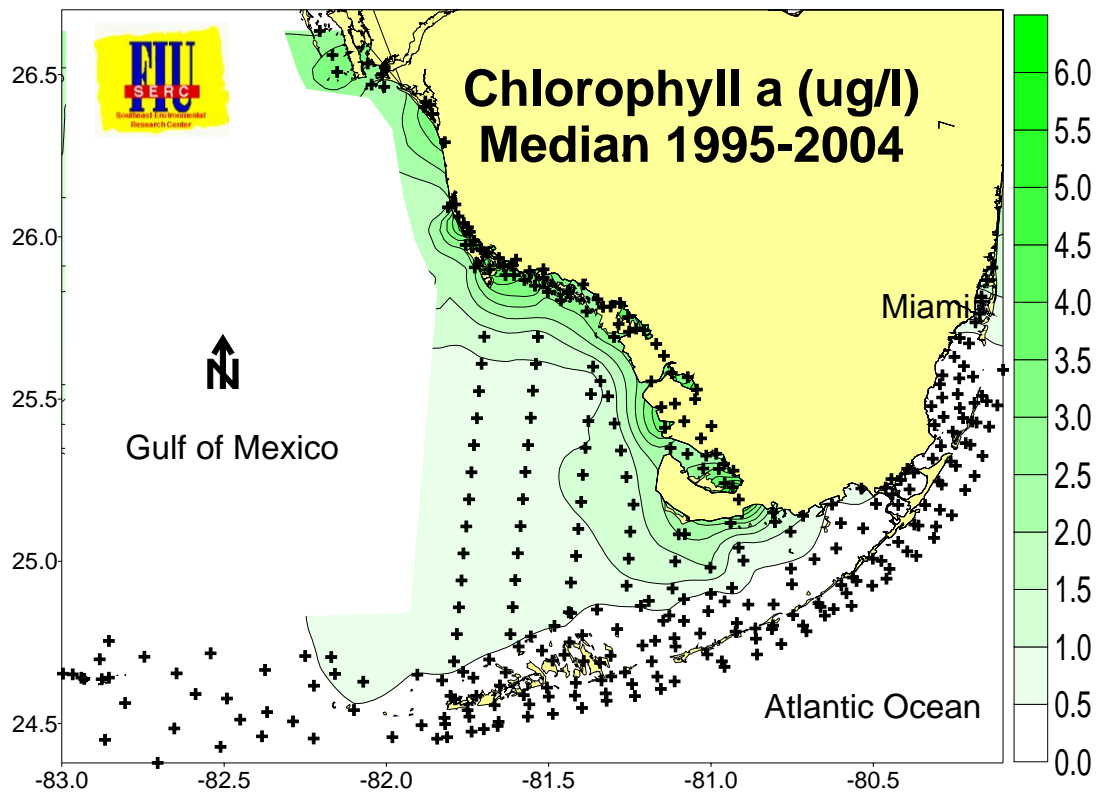 FIU
SERC
Southeast Environmental
Research Center
Chlorophyll a (ug/l)
Median 1995-2004
26.5
26.0
25.5
25.0
24.5
-83.0
-82.5
-82.0
-81.5
-81.0
-80.5
N
Gulf of Mexico
Miami
Atlantic Ocean
7
6.0
5.5
5.0
4.5
4.0
3.5
3.0
2.5
2.0
1.5
1.0
0.5
0.0